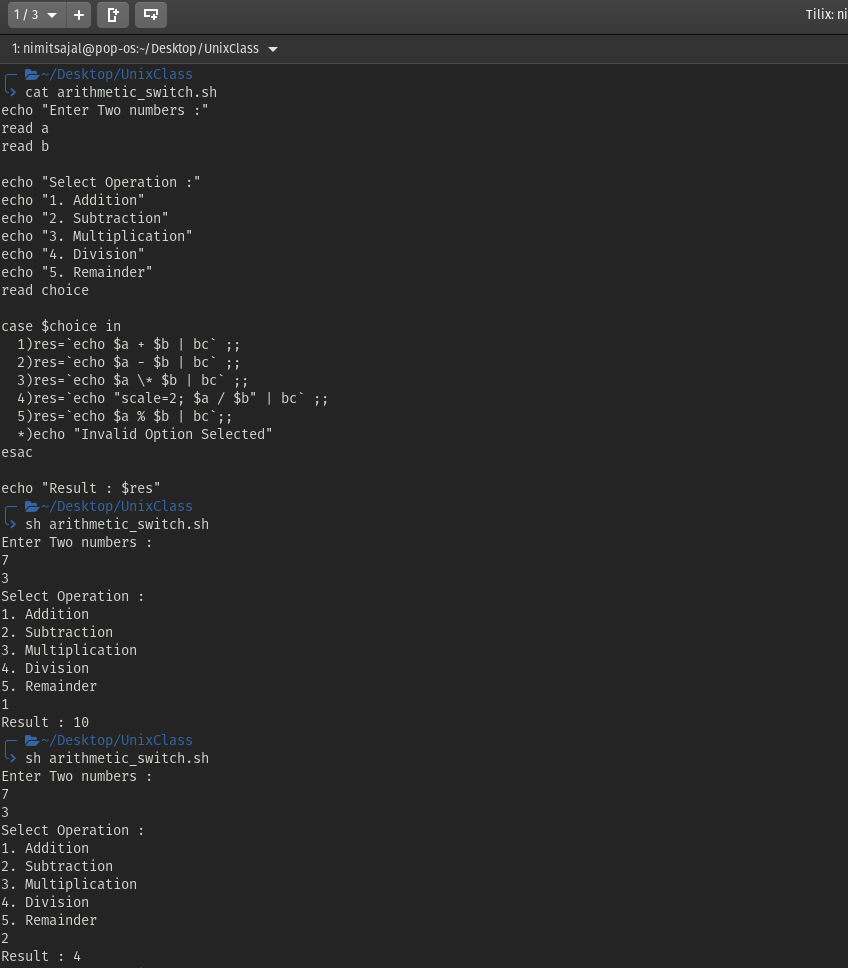 1 / 3
Tilix: ni
1: nimitsajal@pop-os:~/Desktop/UnixClass
~/Desktop/UnixClass
cat arithmetic_switch.sh
echo "Enter Two numbers :"
read a
read b
echo "Select Operation :"
echo "1. Addition"
echo "2. Subtraction"
echo "3. Multiplication"
echo "4. Division"
echo "5. Remainder"
read choice
case $choice in
  1)res=`echo $a + $b | bc` ;;
  2)res=`echo $a - $b | bc` ;;
  3)res=`echo $a \* $b | bc` ;;
  4)res=`echo "scale=2; $a / $b" | bc` ;;
  5)res=`echo $a % $b | bc`;;
  *)echo "Invalid Option Selected"
esac
echo "Result : $res"
~/Desktop/UnixClass
sh arithmetic_switch.sh
Enter Two numbers :
7
3
Select Operation :
1. Addition
2. Subtraction
3. Multiplication
4. Division
5. Remainder
1
Result : 10
~/Desktop/UnixClass
sh arithmetic_switch.sh
Enter Two numbers :
7
3
Select Operation :
1. Addition
2. Subtraction
3. Multiplication
4. Division
5. Remainder
2
Result : 4